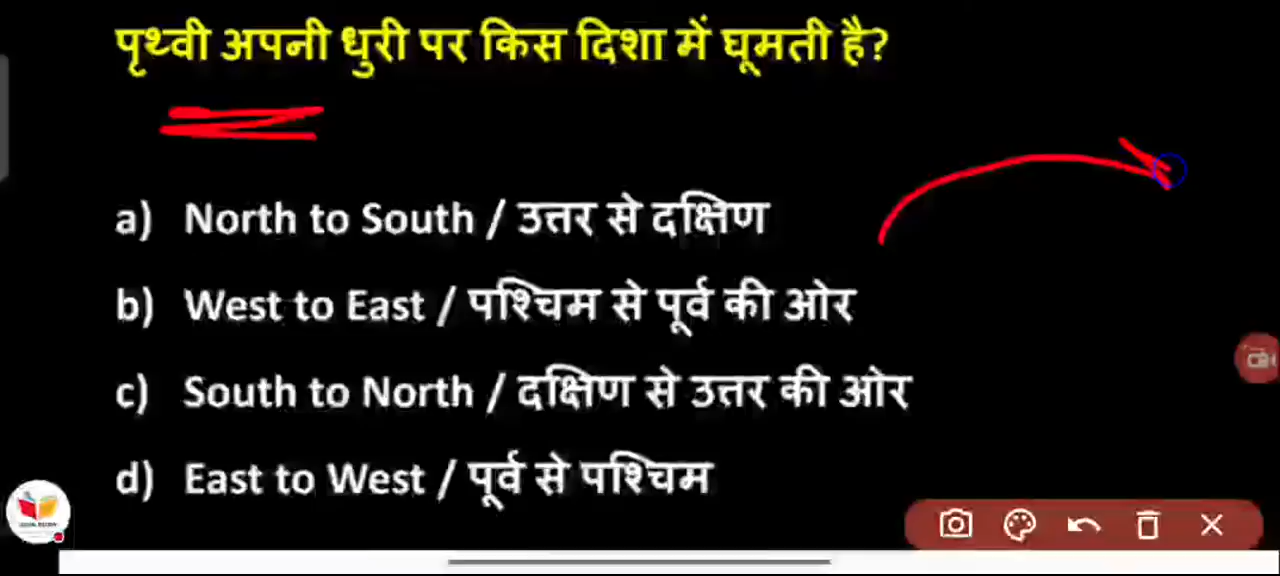 पृथ्वी अपनी धुरी पर किस दिशा में घूमती है?
a) North to South / उत्तर से दक्षिण
b) West to East / पश्चिम से पूर्व की ओर
c) South to North / दक्षिण से उत्तर की ओर
d) East to West / पूर्व से पश्चिम